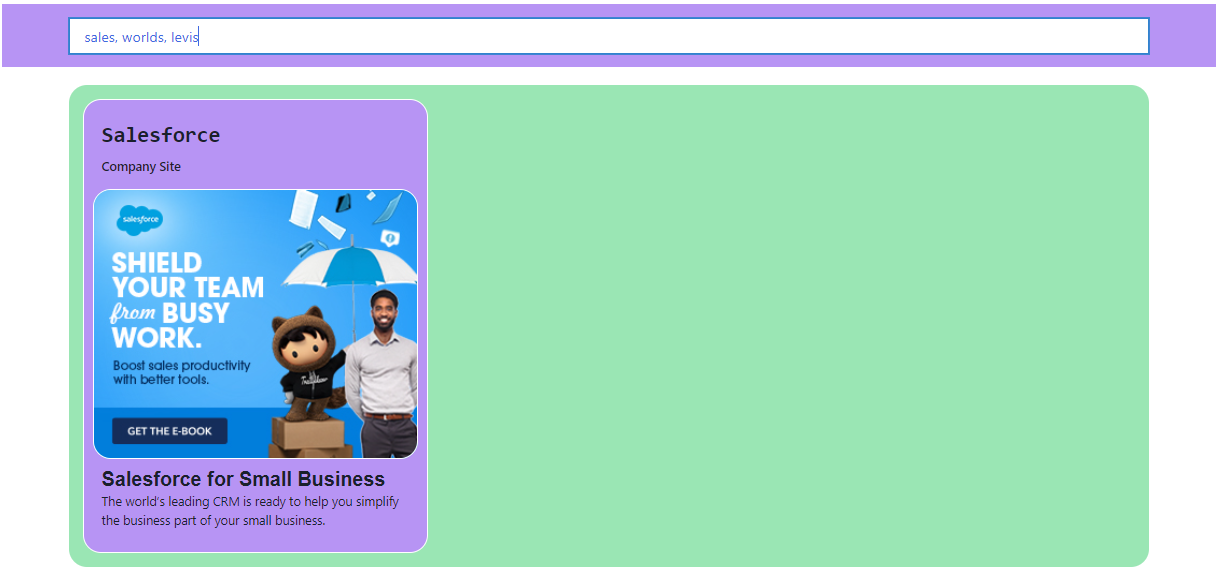 sales, worlds, levis
Salesforce
Company Site
salesforce
SHIELD
YOUR TEAM
from BUSY
WORK.
Boost sales productivity
with better tools.
GET THE E-BOOK
Salesforce for Small Business
The world's leading CRM is ready to help you simplify
the business part of your small business.